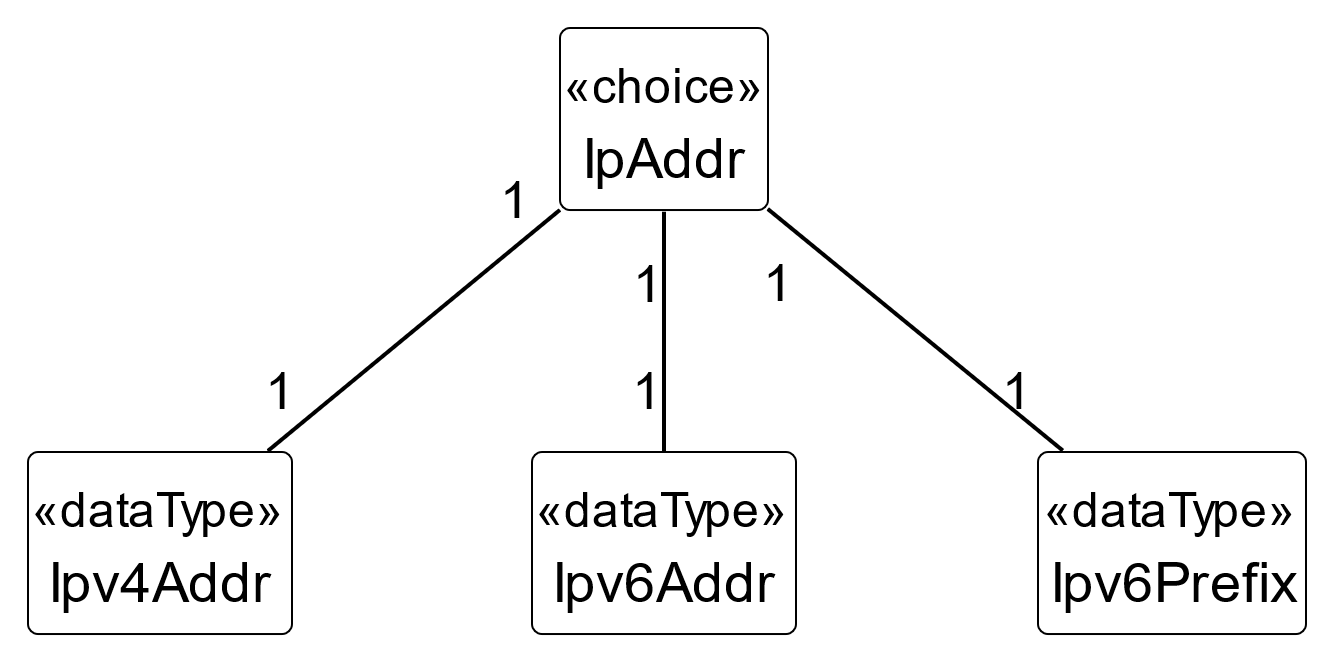 «choice»
IpAddr
1
1
1
1
1
1
«dataType»
Ipv4Addr
«dataType»
Ipv6Addr
«dataType»
Ipv6Prefix